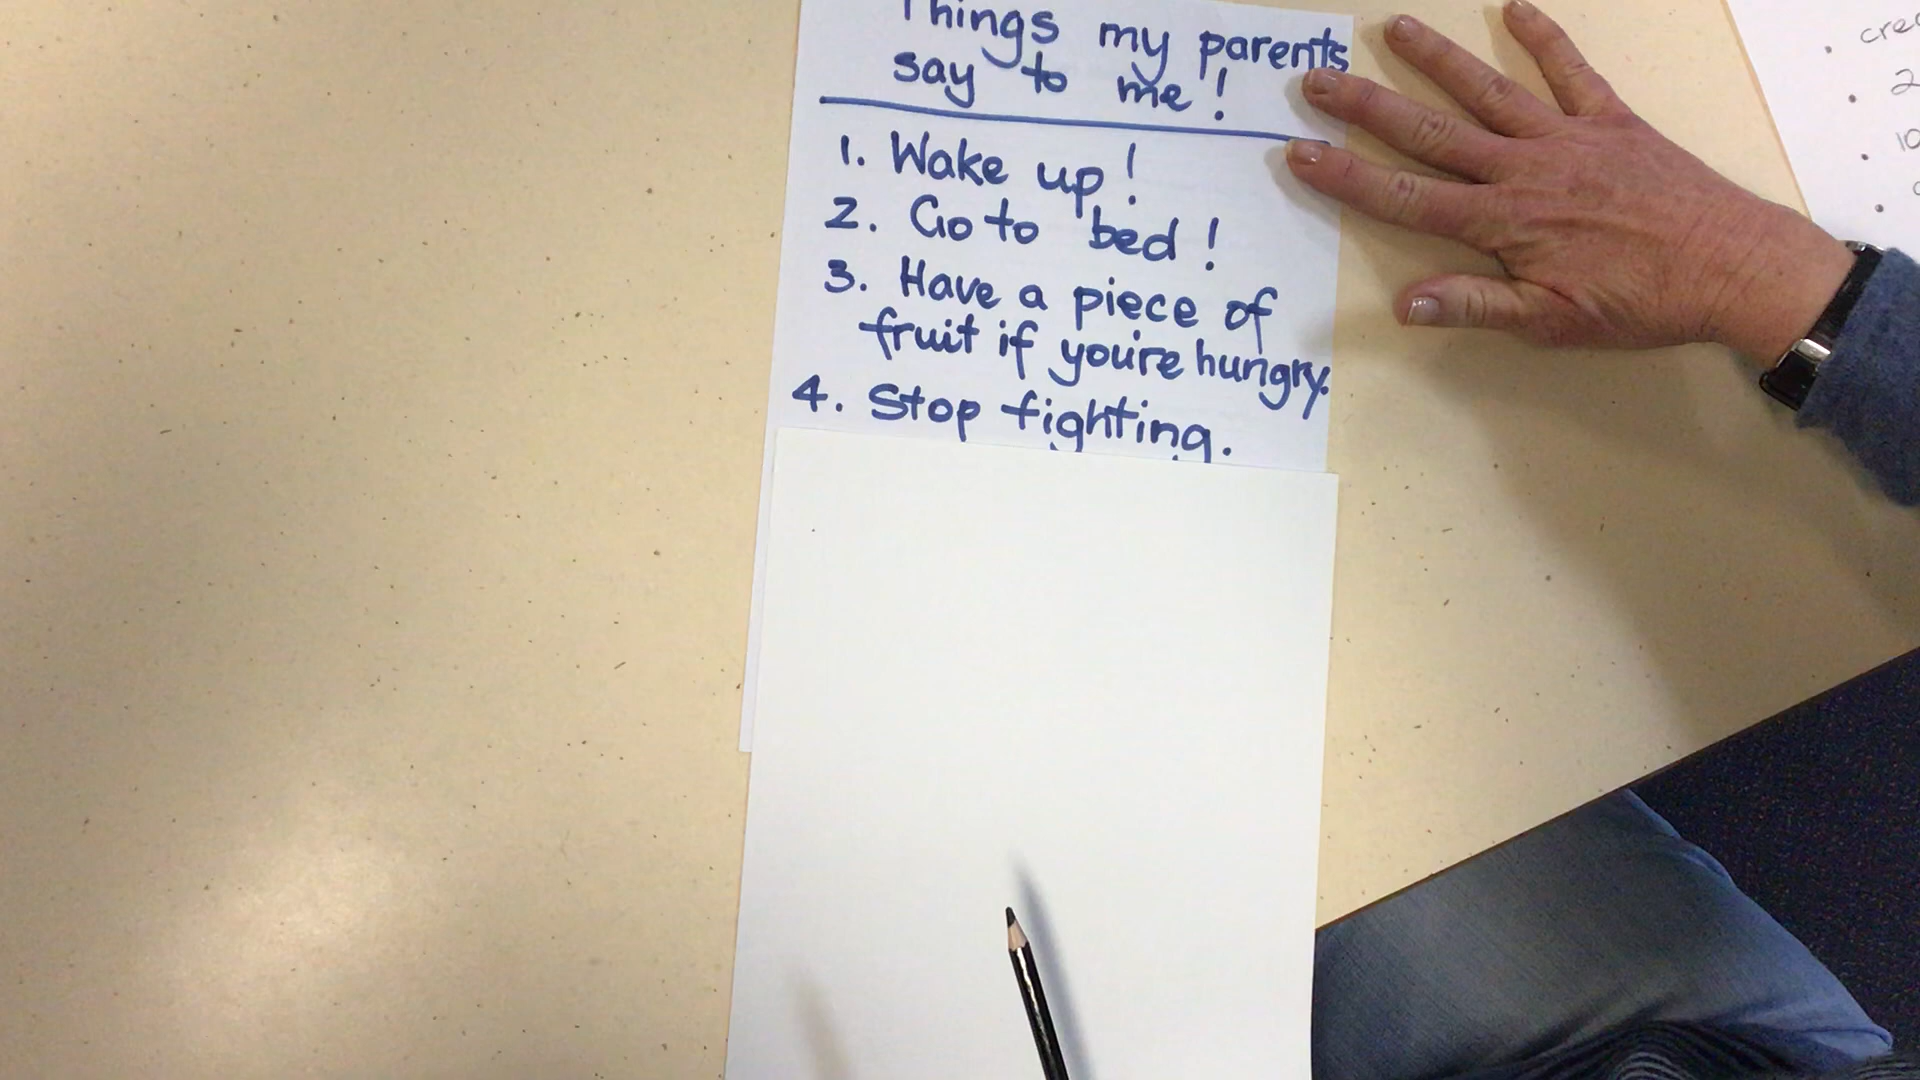 Things my parents
say to me!
1. Wake up!
2. Go to bed!
3. Have a piece of
fruit if you're hungry.
4. Stop fighting.